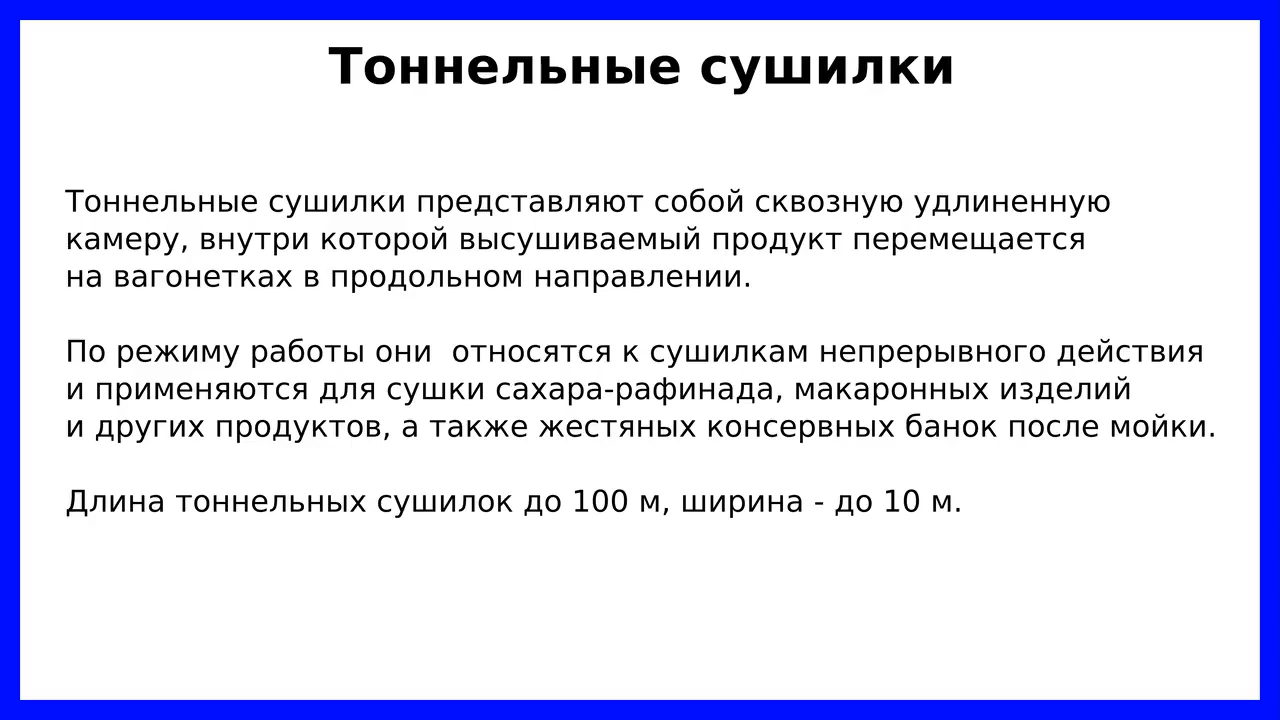 Тоннельные сушилки
Тоннельные сушилки представляют собой сквозную удлиненную
камеру, внутри которой высушиваемый продукт перемещается
на вагонетках в продольном направлении.
По режиму работы они  относятся к сушилкам непрерывного действия
и применяются для сушки сахара-рафинада, макаронных изделий
и других продуктов, а также жестяных консервных банок после мойки.
Длина тоннельных сушилок до 100 м, ширина - до 10 м.